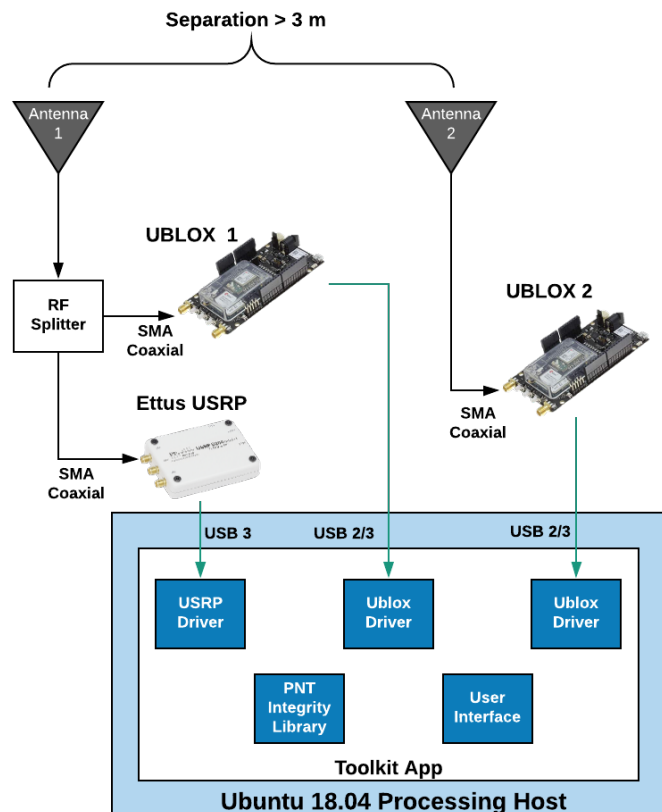 Separation > 3 m
Antenna
1
Antenna
2
UBLOX 1
RF
Splitter
SMA
Coaxial
UBLOX 2
Ettus USRP
SMA
Coaxial
SMA
Coaxial
USB 3
USB 2/3
USB 2/3
USRP
Driver
Ublox
Driver
Ublox
Driver
PNT
Integrity
Library
User
Interface
Toolkit App
Ubuntu 18.04 Processing Host